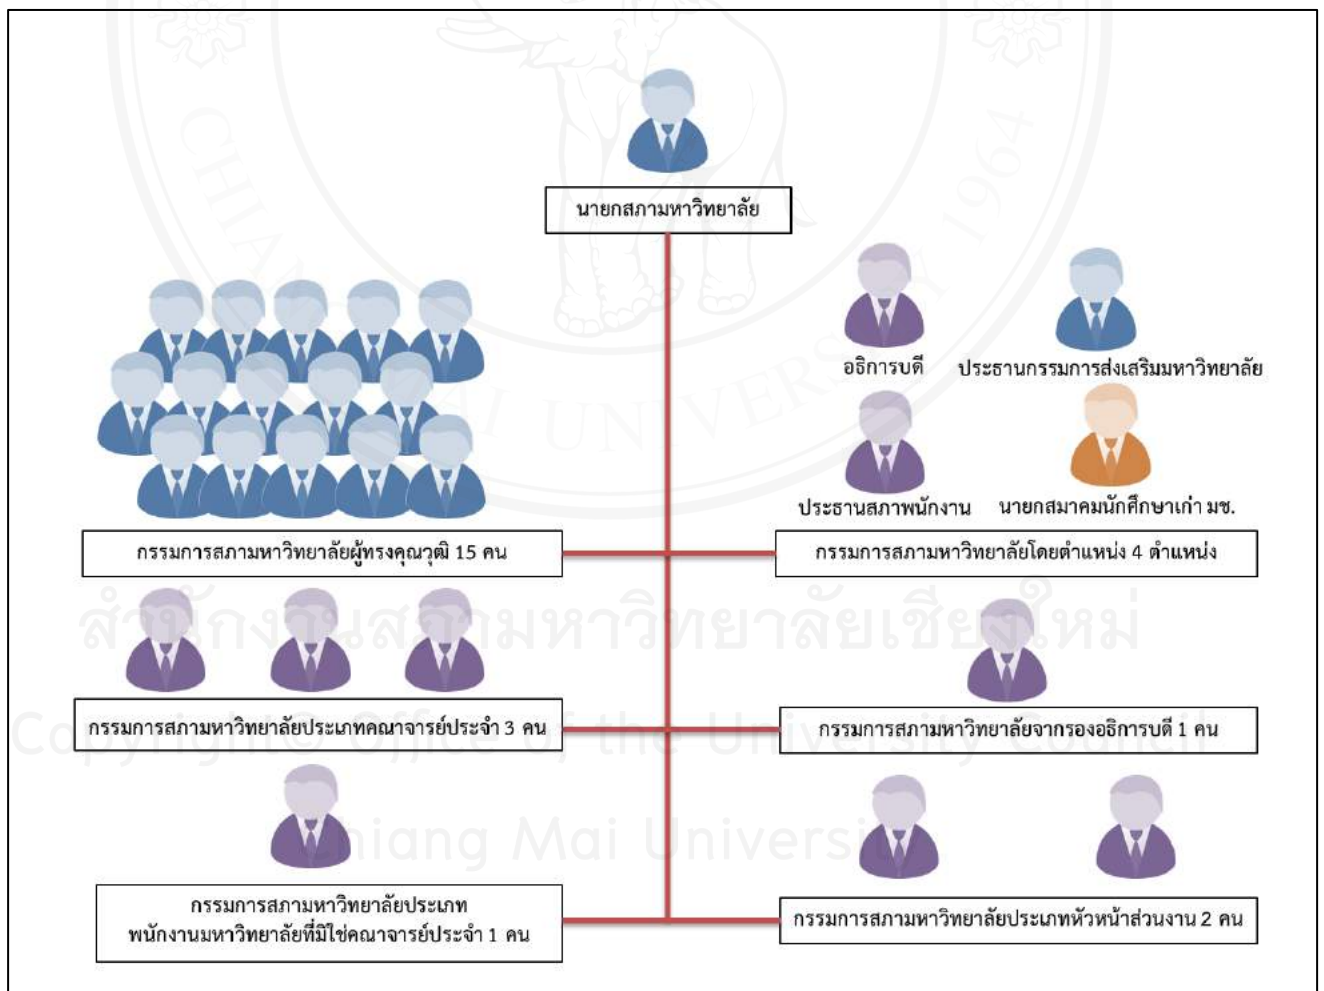 นายกสภามหาวิทยาลัย
อธิการบดี
ประธานกรรมการส่งเสริมมหาวิทยาลัย
ประธานสภาพนักงาน
นายกสมาคมนักศึกษาเก่า มช.
กรรมการสภามหาวิทยาลัยผู้ทรงคุณวุฒิ 15 คน
กรรมการสภามหาวิทยาลัยโดยตำแหน่ง 4 ตำแหน่ง
สำนักงานสภามหาวิทยาลัยเชียงใหม่
กรรมการสภามหาวิทยาลัยประเภทคณาจารย์ประจำ 3 คน
กรรมการสภามหาวิทยาลัยจากรองอธิการบดี 1 คน
Copyright© Office of the University Council
Chiang Mai University
กรรมการสภามหาวิทยาลัยประเภท
พนักงานมหาวิทยาลัยที่มิใช่คณาจารย์ประจำ 1 คน
กรรมการสภามหาวิทยาลัยประเภทหัวหน้าส่วนงาน 2 คน
CHIANG MAI UNIVERSITY 1964